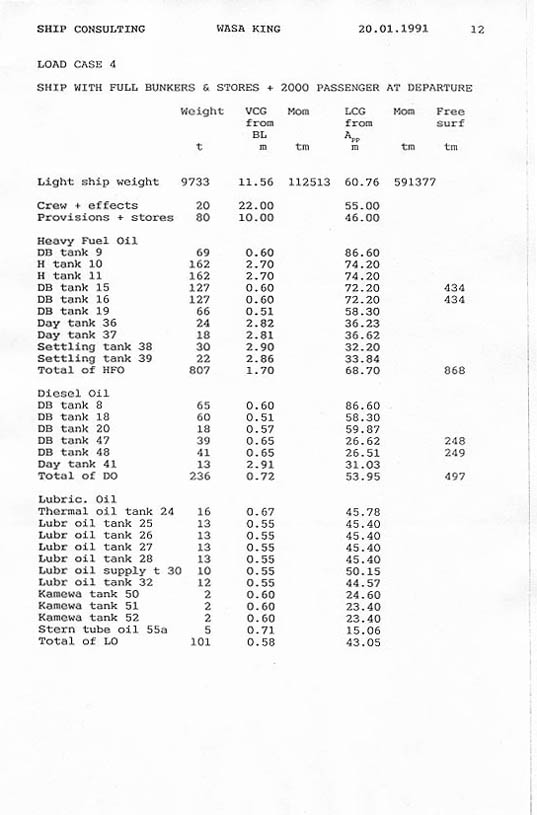 SHIP CONSULTING WASA KING 20.01.1991 12
LOAD CASE 4
SHIP WITH FULL BUNKERS & STORES + 2000 PASSENGER AT DEPARTURE
Weight VCG Mom LCG Mom Free
from from surf
BL App
t m tm m tm tm
Light ship weight 9733 11.56 112513 60.76 591377
Crew + effects 20 22.00 55.00
Provisions + stores 80 10.00 46.00
Heavy Fuel Oil
DB tank 9 69 0.60 86.60
H tank 10 162 2.70 74.20
H tank 11 162 2.70 74.20
DB tank 15 127 0.60 72.20 434
DB tank 16 127 0.60 72.20 434
DB tank 19 66 0.51 58.30
Day tank 36 24 2.82 36.23
Day tank 37 18 2.81 36.62
Settling tank 38 30 2.90 32.20
Settling tank 39 22 2.86 33.84
Total of HFO 807 1.70 68.70 868
Diesel Oil
DB tank 8 65 0.60 86.60
DB tank 18 60 0.51 58.30
DB tank 20 18 0.57 59.87
DB tank 47 39 0.65 26.62 248
DB tank 48 41 0.65 26.51 249
Day tank 41 13 2.91 31.03
Total of DO 236 0.72 53.95 497
Lubric. Oil
Thermal oil tank 24 16 0.67 45.78
Lubr oil tank 25 13 0.55 45.40
Lubr oil tank 26 13 0.55 45.40
Lubr oil tank 27 13 0.55 45.40
Lubr oil tank 28 13 0.55 45.40
Lubr oil supply t 30 10 0.55 50.15
Lubr oil tank 32 12 0.55 44.57
Kamewa tank 50 2 0.60 24.60
Kamewa tank 51 2 0.60 23.40
Kamewa tank 52 2 0.60 23.40
Stern tube oil 55a 5 0.71 15.06
Total of LO 101 0.58 43.05